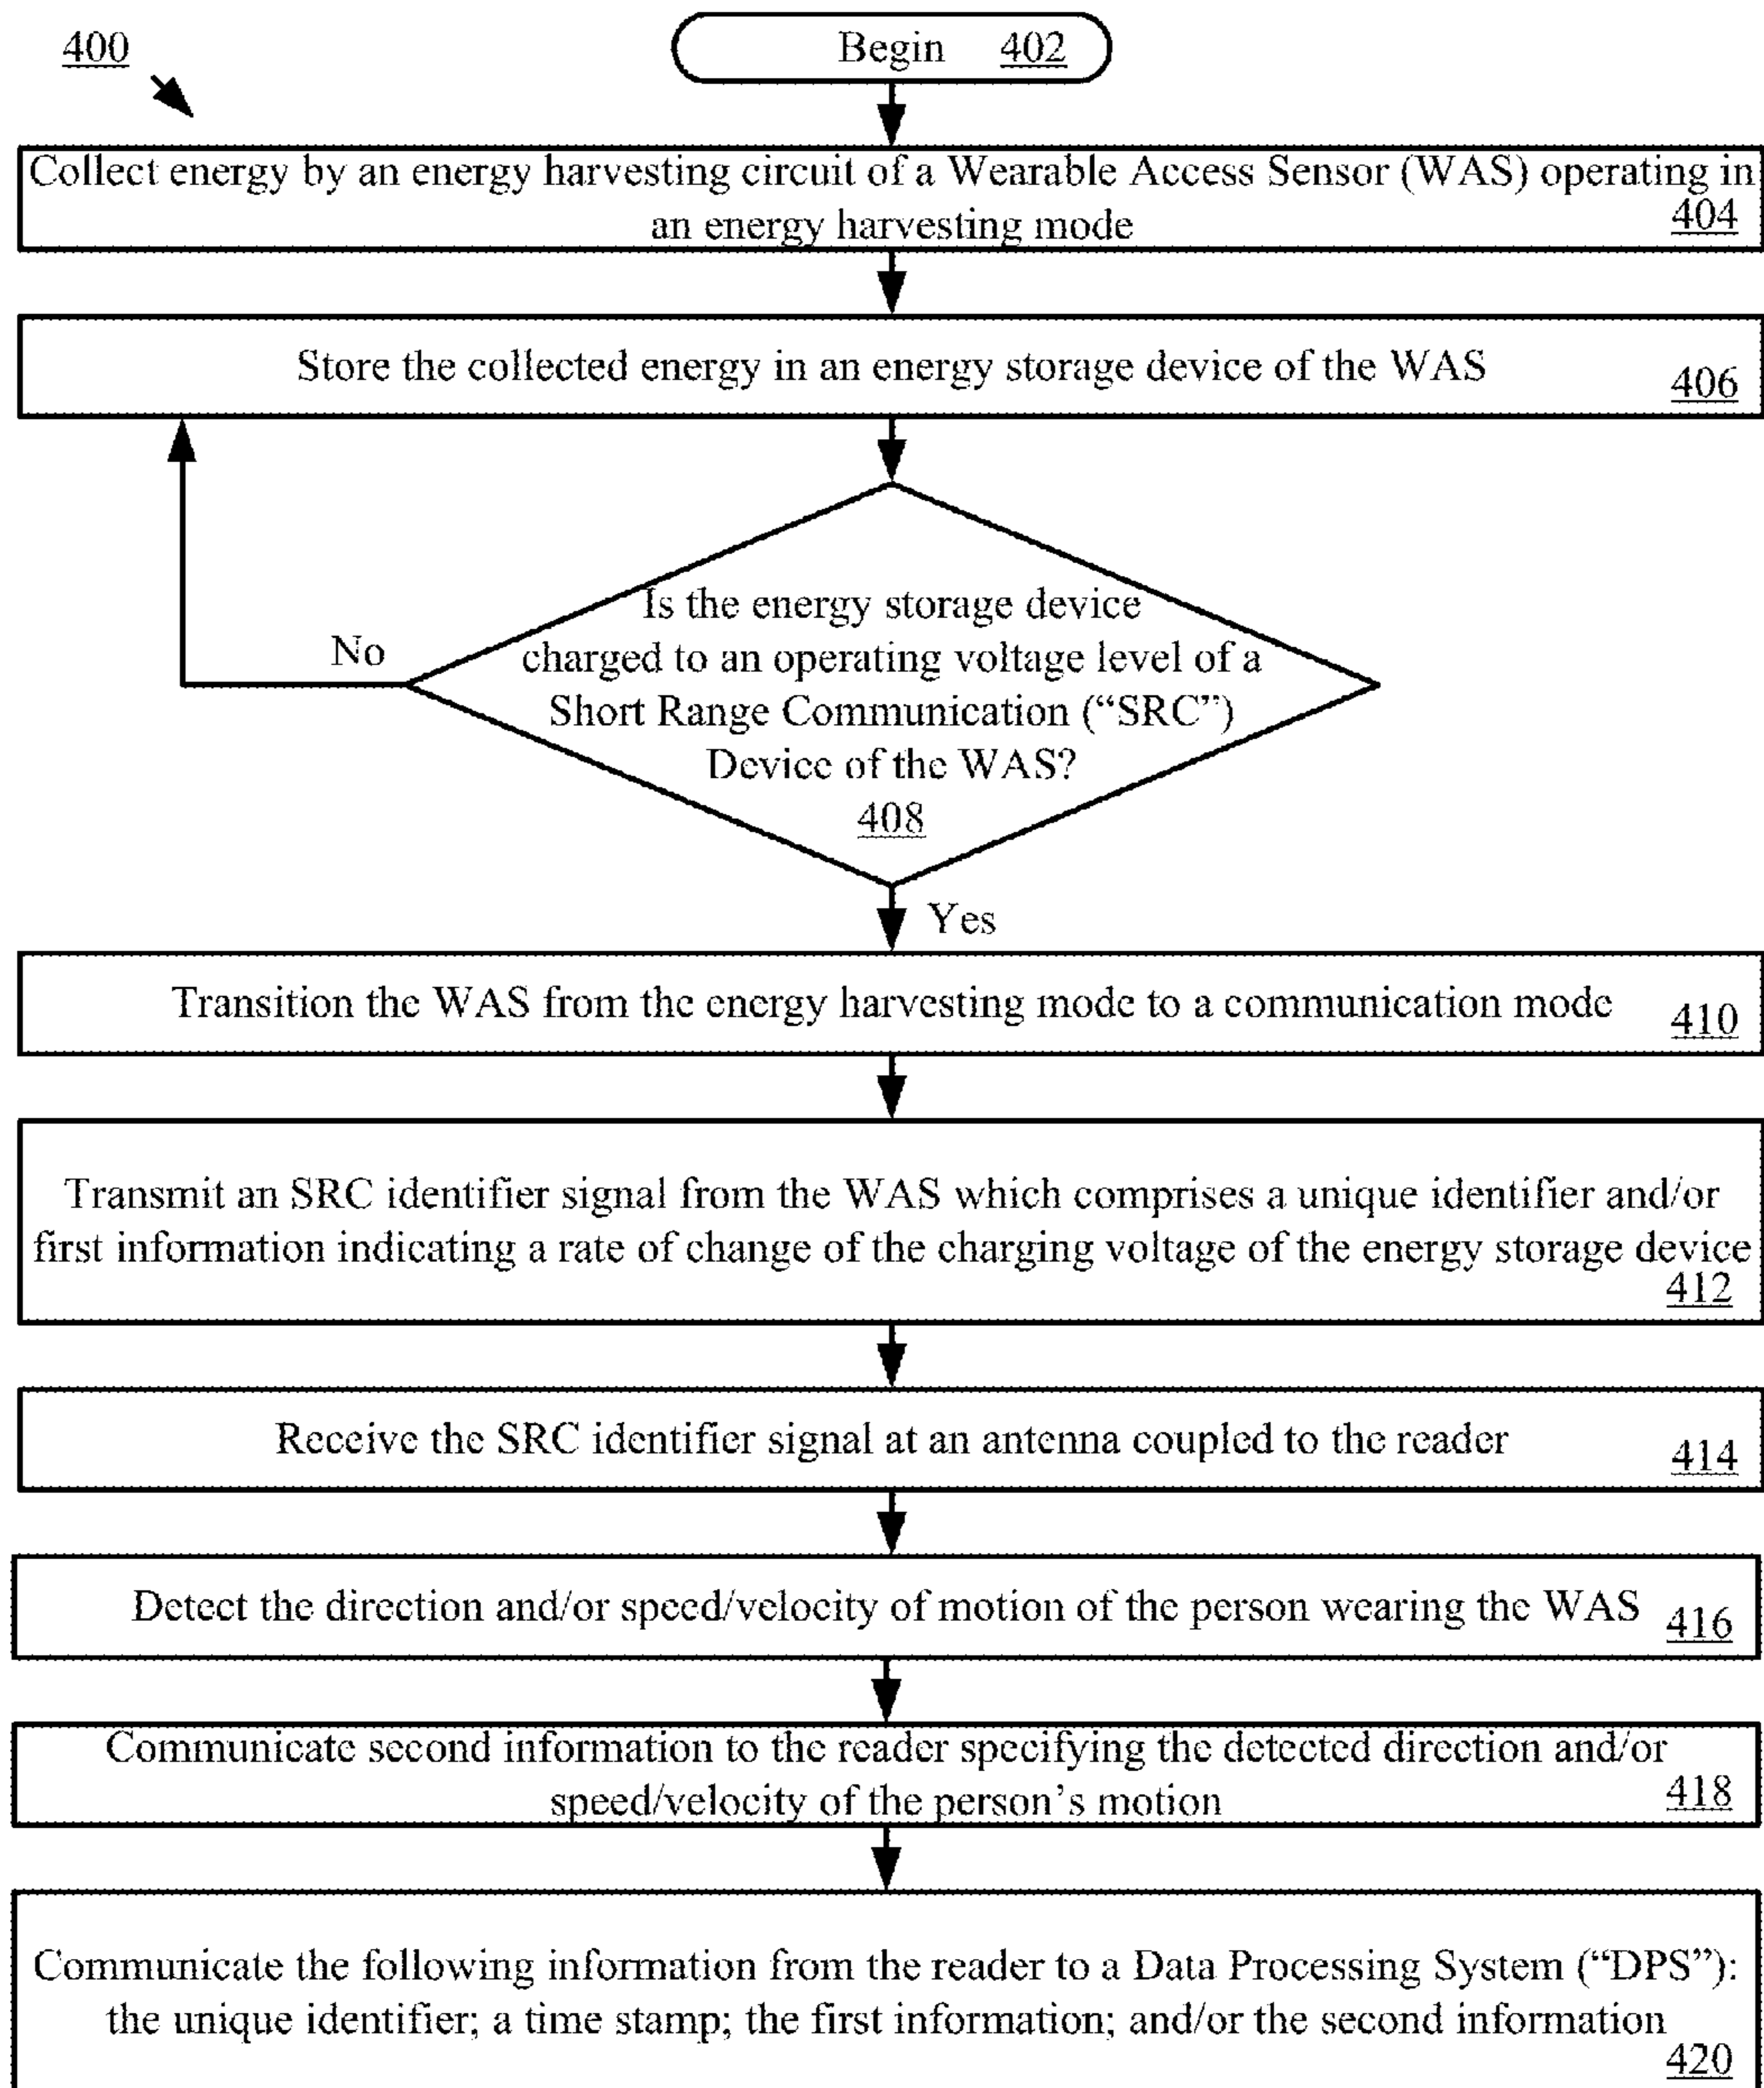 400
Begin 402
Collect energy by an energy harvesting circuit of a Wearable Access Sensor (WAS) operating in
an energy harvesting mode 404
Store the collected energy in an energy storage device of the WAS 406
Is the energy storage device
charged to an operating voltage level of a
Short Range Communication (“SRC”)
Device of the WAS?
408
No
Yes
Transition the WAS from the energy harvesting mode to a communication mode 410
Transmit an SRC identifier signal from the WAS which comprises a unique identifier and/or
first information indicating a rate of change of the charging voltage of the energy storage device
412
Receive the SRC identifier signal at an antenna coupled to the reader 414
Detect the direction and/or speed/velocity of motion of the person wearing the WAS 416
Communicate second information to the reader specifying the detected direction and/or
speed/velocity of the person’s motion 418
Communicate the following information from the reader to a Data Processing System (“DPS”):
the unique identifier; a time stamp; the first information; and/or the second information
420